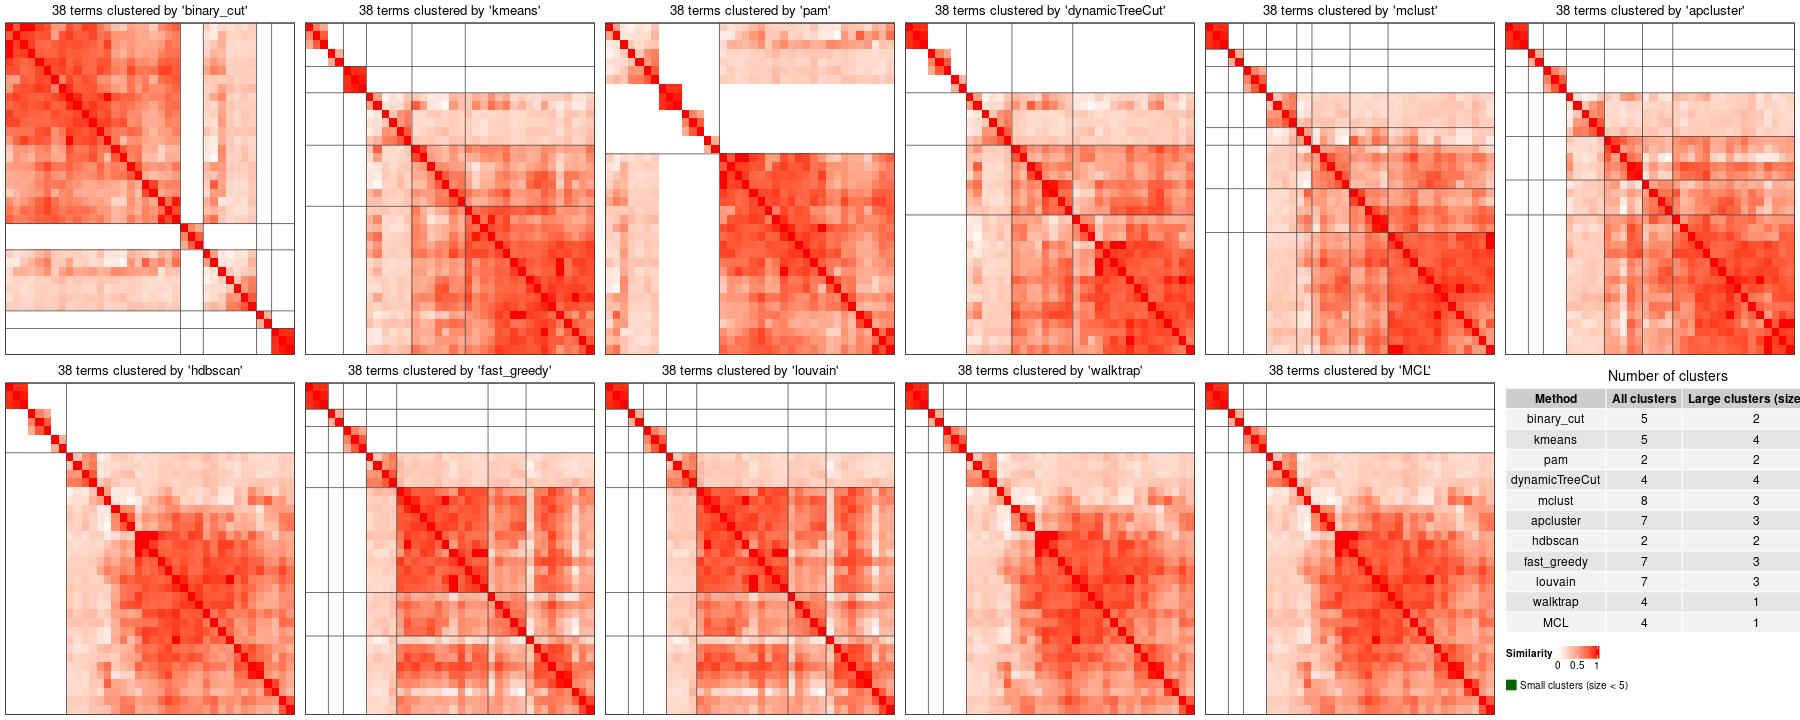 38 terms clustered by 'binary_cut'
38 terms clustered by 'kmeans'
38 terms clustered by 'pam'
38 terms clustered by 'dynamicTreeCut'
38 terms clustered by 'mclust'
38 terms clustered by 'apcluster'
38 terms clustered by 'hdbscan'
38 terms clustered by 'fast_greedy'
38 terms clustered by 'louvain'
38 terms clustered by 'walktrap'
38 terms clustered by 'MCL'
Number of clusters
Method All clusters Large clusters (size
binary_cut 5 2
kmeans 5 4
pam 2 2
dynamicTreeCut 4 4
mclust 8 3
apcluster 7 3
hdbscan 2 2
fast_greedy 7 3
louvain 7 3
walktrap 4 1
MCL 4 1
Similarity
0 0.5 1
Small clusters (size < 5)